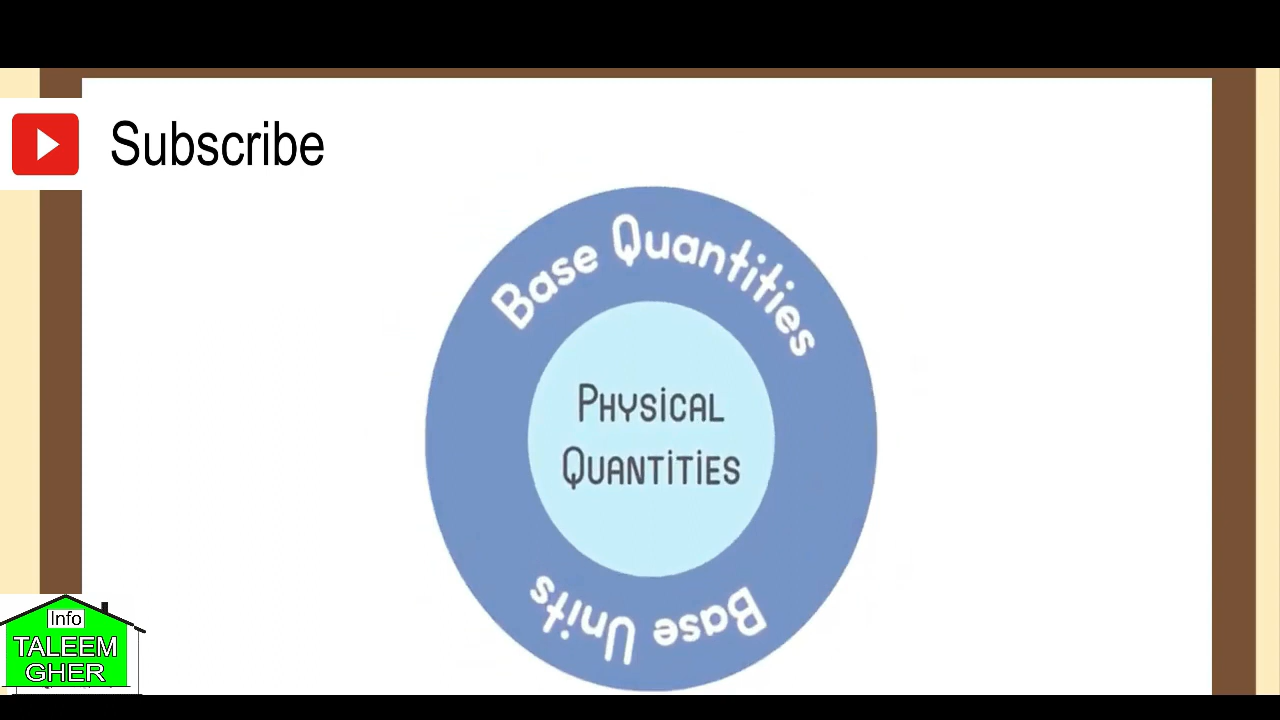 Subscribe
Base Quantities
PHYSICAL
QUANTITIES
Base Units
Info
TALEEM
GHER